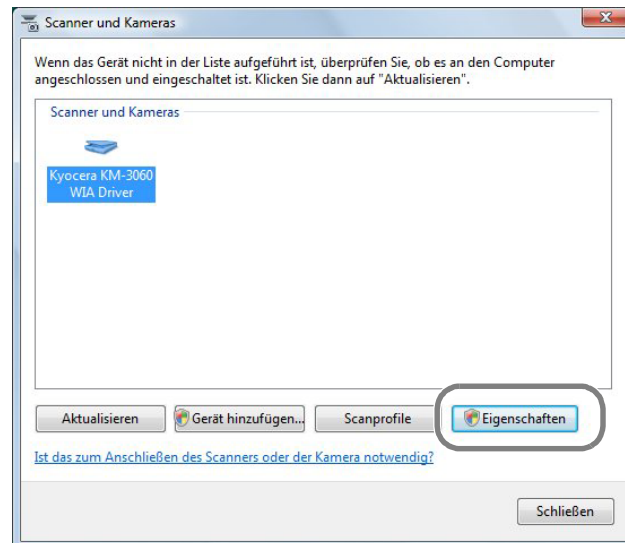 Scanner und Kameras
Wenn das Gerät nicht in der Liste aufgeführt ist, überprüfen Sie, ob es an den Computer
angeschlossen und eingeschaltet ist. Klicken Sie dann auf "Aktualisieren".
Scanner und Kameras
Kyocera KM-3060
WIA Driver
Aktualisieren
Gerät hinzufügen...
Scanprofile
Eigenschaften
Ist das zum Anschließen des Scanners oder der Kamera notwendig?
Schließen